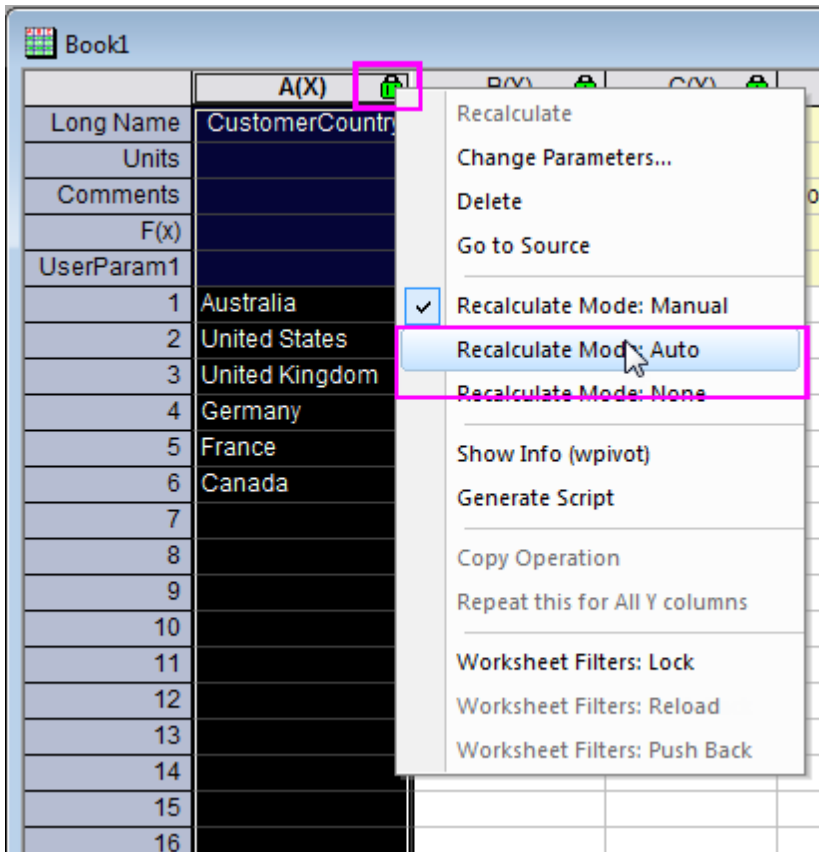 Book1
A(X) B(Y) C(Y)
Long Name CustomerCountry
Units
Comments
F(x)
UserParam1
1 Australia
2 United States
3 United Kingdom
4 Germany
5 France
6 Canada
7
8
9
10
11
12
13
14
15
16
Recalculate
Change Parameters...
Delete
Go to Source
Recalculate Mode: Manual
Recalculate Mode: Auto
Recalculate Mode: None
Show Info (wpivot)
Generate Script
Copy Operation
Repeat this for All Y columns
Worksheet Filters: Lock
Worksheet Filters: Reload
Worksheet Filters: Push Back